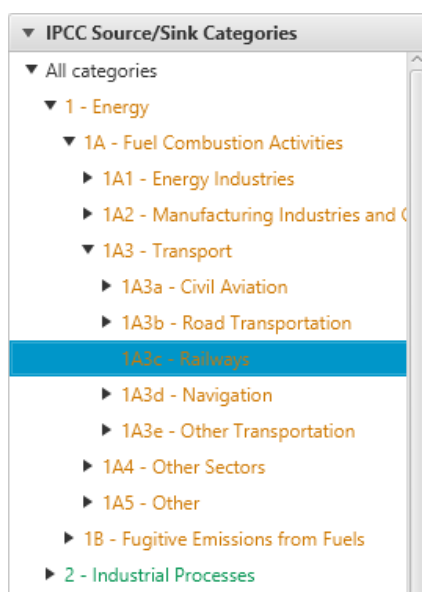 IPCC Source/Sink Categories
All categories
1 - Energy
1A - Fuel Combustion Activities
1A1 - Energy Industries
1A2 - Manufacturing Industries and
1A3 - Transport
1A3a - Civil Aviation
1A3b - Road Transportation
1A3c - Railways
1A3d - Navigation
1A3e - Other Transportation
1A4 - Other Sectors
1A5 - Other
1B - Fugitive Emissions from Fuels
2 - Industrial Processes